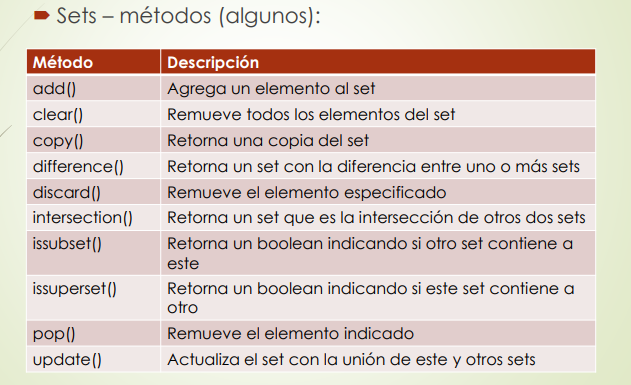 Sets – métodos (algunos):
Método Descripción
add() Agrega un elemento al set
clear() Remueve todos los elementos del set
copy() Retorna una copia del set
difference() Retorna un set con la diferencia entre uno o más sets
discard() Remueve el elemento especificado
intersection() Retorna un set que es la intersección de otros dos sets
issubset() Retorna un boolean indicando si otro set contiene a
este
issuperset() Retorna un boolean indicando si este set contiene a
otro
pop() Remueve el elemento indicado
update() Actualiza el set con la unión de este y otros sets